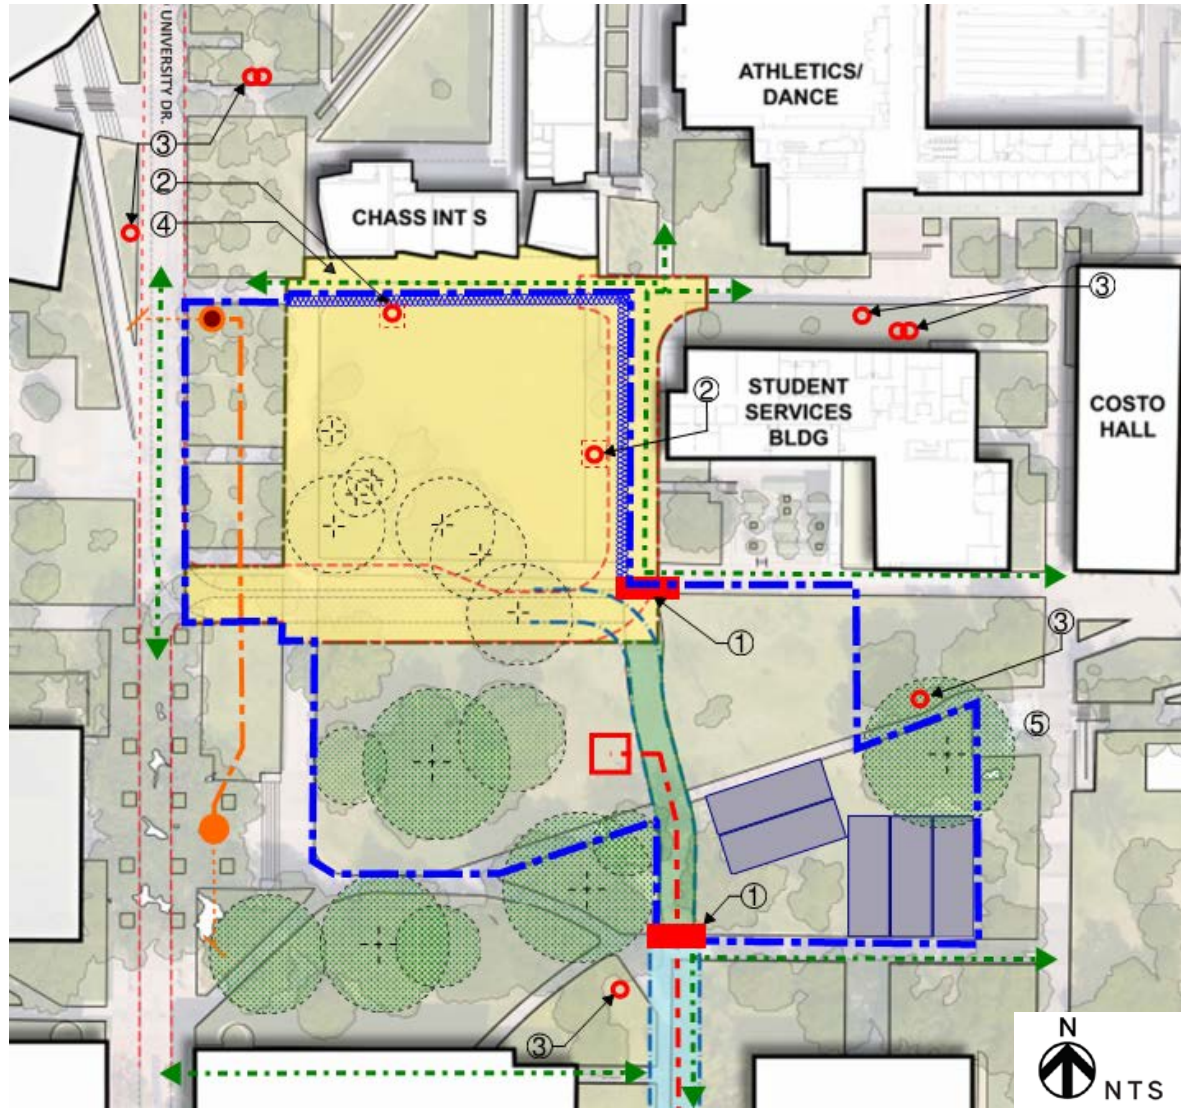 UNIVERSITY DR.
ATHLETICS/
DANCE
③
②
④
CHASS INT S
③
②
STUDENT
SERVICES
BLDG
COSTO
HALL
①
③
⑤
①
③
N
NTS